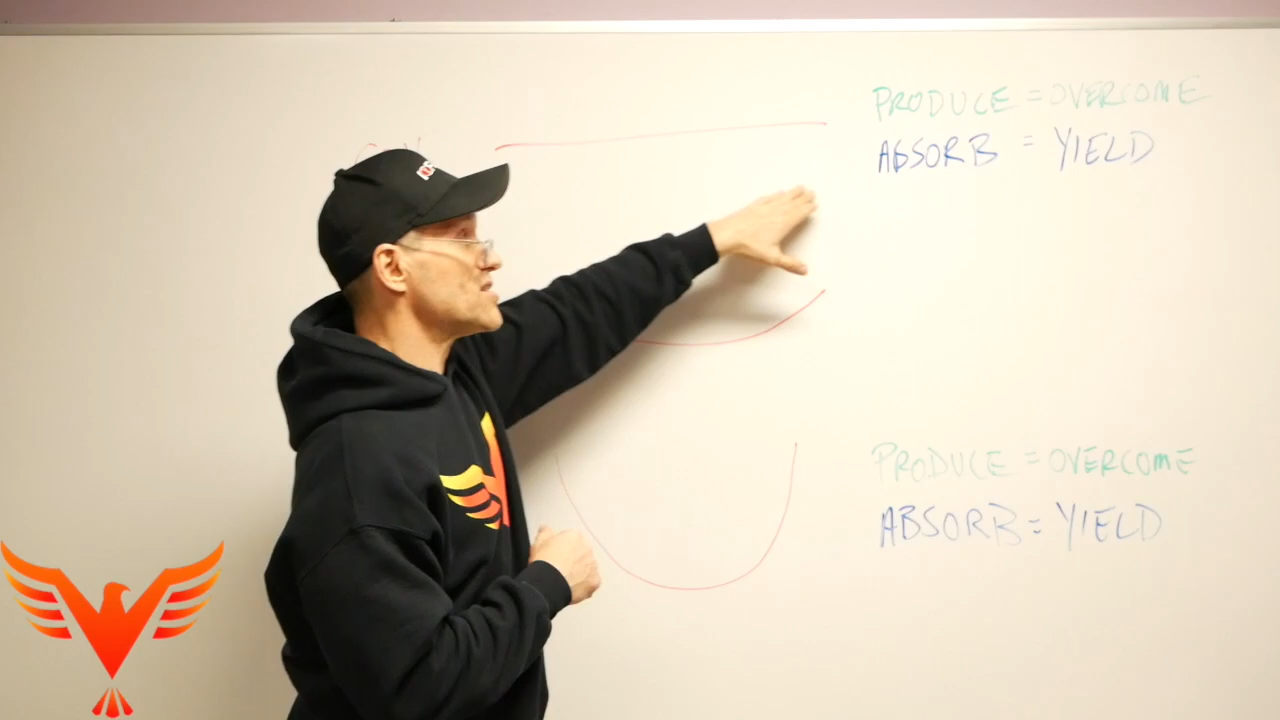 PRODUCE = OVERCOME
ABSORB = YIELD
PRODUCE = OVERCOME
ABSORB = YIELD